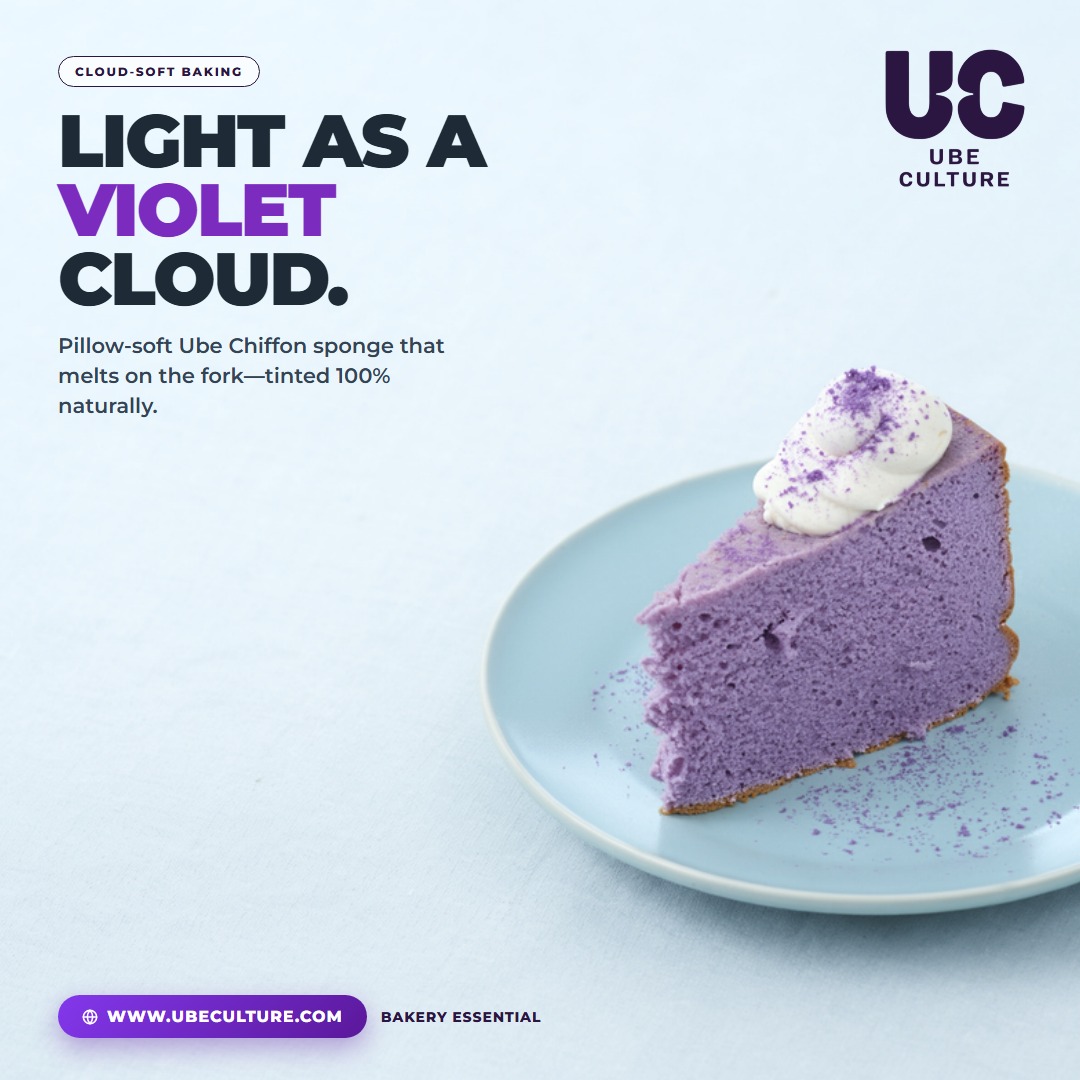 CLOUD-SOFT BAKING
LIGHT AS A
VIOLET
CLOUD.
Pillow-soft Ube Chiffon sponge that
melts on the fork—tinted 100%
naturally.
UC
UBE
CULTURE
WWW.UBECULTURE.COM
BAKERY ESSENTIAL